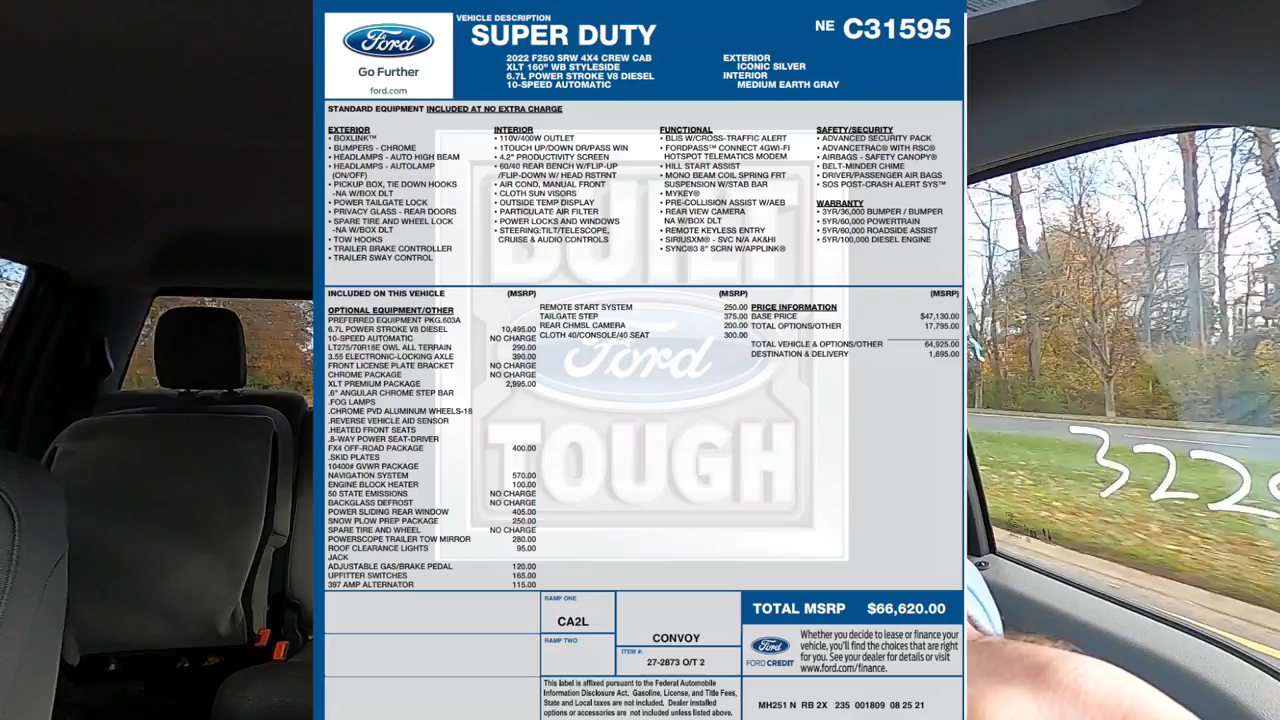 Ford
Go Further
ford.com
VEHICLE DESCRIPTION
SUPER DUTY
2022 F250 SRW 4X4 CREW CAB
XLT 160" WB STYLESIDE
6.7L POWER STROKE V8 DIESEL
10-SPEED AUTOMATIC
NE C31595
EXTERIOR
ICONIC SILVER
INTERIOR
MEDIUM EARTH GRAY
STANDARD EQUIPMENT INCLUDED AT NO EXTRA CHARGE
EXTERIOR
• BOXLINK™
• BUMPERS - CHROME
• HEADLAMPS - AUTO HIGH BEAM
• HEADLAMPS - AUTOLAMP
(ON/OFF)
• PICKUP BOX, TIE DOWN HOOKS
-NA W/BOX DLT
• POWER TAILGATE LOCK
• PRIVACY GLASS - REAR DOORS
• SPARE TIRE AND WHEEL LOCK
-NA W/BOX DLT
• TOW HOOKS
• TRAILER BRAKE CONTROLLER
• TRAILER SWAY CONTROL
INTERIOR
• 110V/400W OUTLET
• 1TOUCH UP/DOWN DR/PASS WIN
• 4.2" PRODUCTIVITY SCREEN
• 60/40 REAR BENCH W/FLIP-UP
/FLIP-DOWN W/ HEAD RSTRNT
• AIR COND, MANUAL FRONT
• CLOTH SUN VISORS
• OUTSIDE TEMP DISPLAY
• PARTICULATE AIR FILTER
• POWER LOCKS AND WINDOWS
• STEERING:TILT/TELESCOPE,
CRUISE & AUDIO CONTROLS
FUNCTIONAL
• BLIS W/CROSS-TRAFFIC ALERT
• FORDPASS™ CONNECT 4GWI-FI
HOTSPOT TELEMATICS MODEM
• HILL START ASSIST
• MONO BEAM COIL SPRING FRT
SUSPENSION W/STAB BAR
• MYKEY®
• PRE-COLLISION ASSIST W/AEB
• REAR VIEW CAMERA
NA W/BOX DLT
• REMOTE KEYLESS ENTRY
• SIRIUSXM® - SVC N/A AK&HI
• SYNC®3 8" SCRN W/APPLINK®
SAFETY/SECURITY
• ADVANCED SECURITY PACK
• ADVANCETRAC® WITH RSC®
• AIRBAGS - SAFETY CANOPY®
• BELT-MINDER CHIME
• DRIVER/PASSENGER AIR BAGS
• SOS POST-CRASH ALERT SYS™
WARRANTY
• 3YR/36,000 BUMPER / BUMPER
• 5YR/60,000 POWERTRAIN
• 5YR/60,000 ROADSIDE ASSIST
• 5YR/100,000 DIESEL ENGINE
BUILT
Ford
TOUGH
INCLUDED ON THIS VEHICLE (MSRP)
OPTIONAL EQUIPMENT/OTHER
PREFERRED EQUIPMENT PKG.603A
6.7L POWER STROKE V8 DIESEL 10,495.00
10-SPEED AUTOMATIC NO CHARGE
LT275/70R18E OWL ALL TERRAIN 290.00
3.55 ELECTRONIC-LOCKING AXLE 390.00
FRONT LICENSE PLATE BRACKET NO CHARGE
CHROME PACKAGE NO CHARGE
XLT PREMIUM PACKAGE 2,995.00
.6" ANGULAR CHROME STEP BAR
.FOG LAMPS
.CHROME PVD ALUMINUM WHEELS-18
.REVERSE VEHICLE AID SENSOR
.HEATED FRONT SEATS
.8-WAY POWER SEAT-DRIVER
FX4 OFF-ROAD PACKAGE 400.00
.SKID PLATES
10400# GVWR PACKAGE
NAVIGATION SYSTEM 570.00
ENGINE BLOCK HEATER 100.00
50 STATE EMISSIONS NO CHARGE
BACKGLASS DEFROST NO CHARGE
POWER SLIDING REAR WINDOW 405.00
SNOW PLOW PREP PACKAGE 250.00
SPARE TIRE AND WHEEL NO CHARGE
POWERSCOPE TRAILER TOW MIRROR 280.00
ROOF CLEARANCE LIGHTS 95.00
JACK
ADJUSTABLE GAS/BRAKE PEDAL 120.00
UPFITTER SWITCHES 165.00
397 AMP ALTERNATOR 115.00
(MSRP)
REMOTE START SYSTEM 250.00
TAILGATE STEP 375.00
REAR CHMSL CAMERA 200.00
CLOTH 40/CONSOLE/40 SEAT 300.00
PRICE INFORMATION (MSRP)
BASE PRICE $47,130.00
TOTAL OPTIONS/OTHER 17,795.00
TOTAL VEHICLE & OPTIONS/OTHER 64,925.00
DESTINATION & DELIVERY 1,695.00
322
RAMP ONE
CA2L
RAMP TWO
CONVOY
ITEM #:
27-2873 O/T 2
TOTAL MSRP $66,620.00
Ford
FORD CREDIT
Whether you decide to lease or finance your
vehicle, you'll find the choices that are right
for you. See your dealer for details or visit
www.ford.com/finance.
This label is affixed pursuant to the Federal Automobile
Information Disclosure Act. Gasoline, License, and Title Fees,
State and Local taxes are not included. Dealer installed
options or accessories are not included unless listed above.
MH251 N RB 2X 235 001809 08 25 21